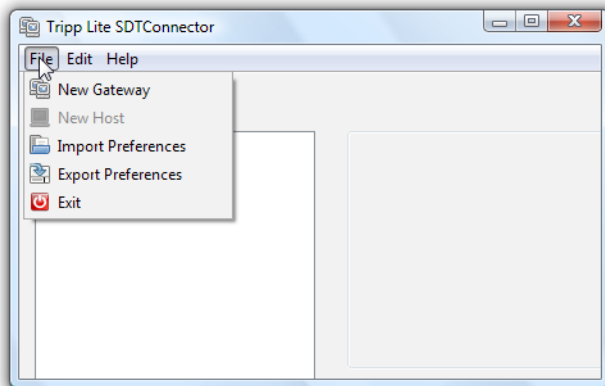 Tripp Lite SDTConnector
File Edit Help
New Gateway
New Host
Import Preferences
Export Preferences
Exit